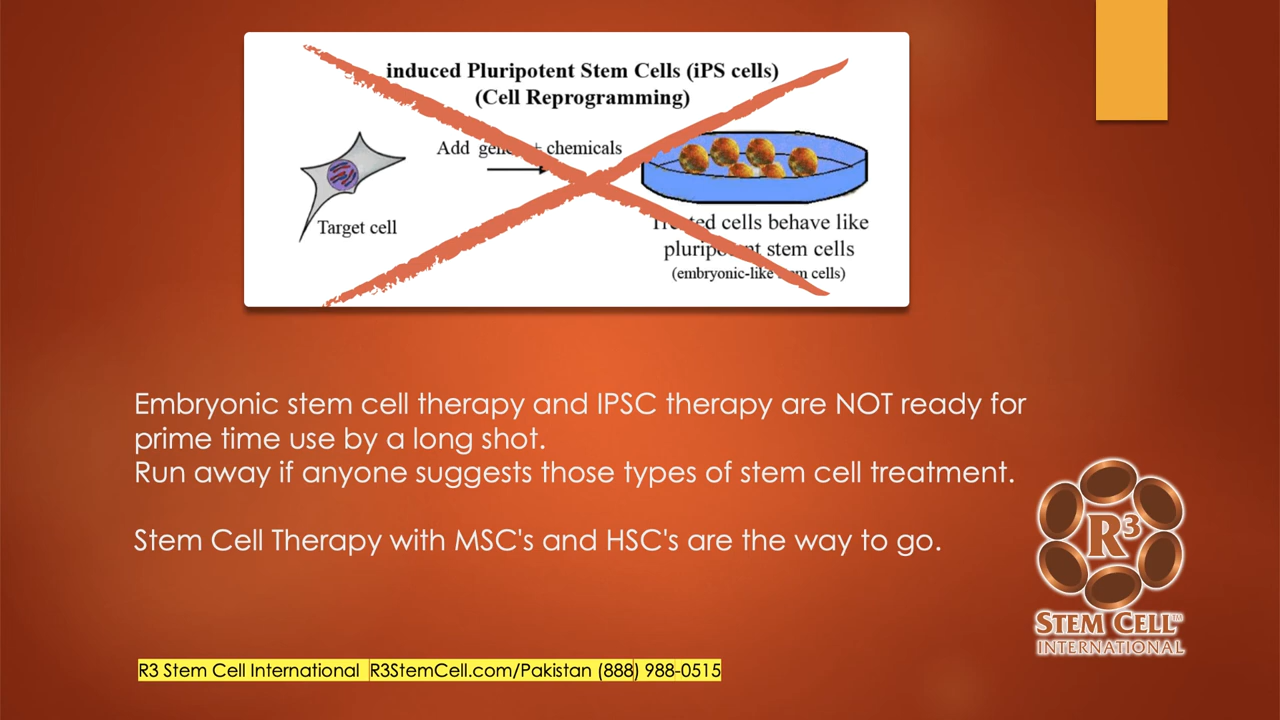 induced Pluripotent Stem Cells (iPS cells)
(Cell Reprogramming)
Add + chemicals
Target cell
cells behave like
stem cells
(embryonic-like cells)
Embryonic stem cell therapy and IPSC therapy are NOT ready for
prime time use by a long shot.
Run away if anyone suggests those types of stem cell treatment.
Stem Cell Therapy with MSC's and HSC's are the way to go.
R3
STEM CELL™
INTERNATIONAL
R3 Stem Cell International R3StemCell.com/Pakistan (888) 988-0515